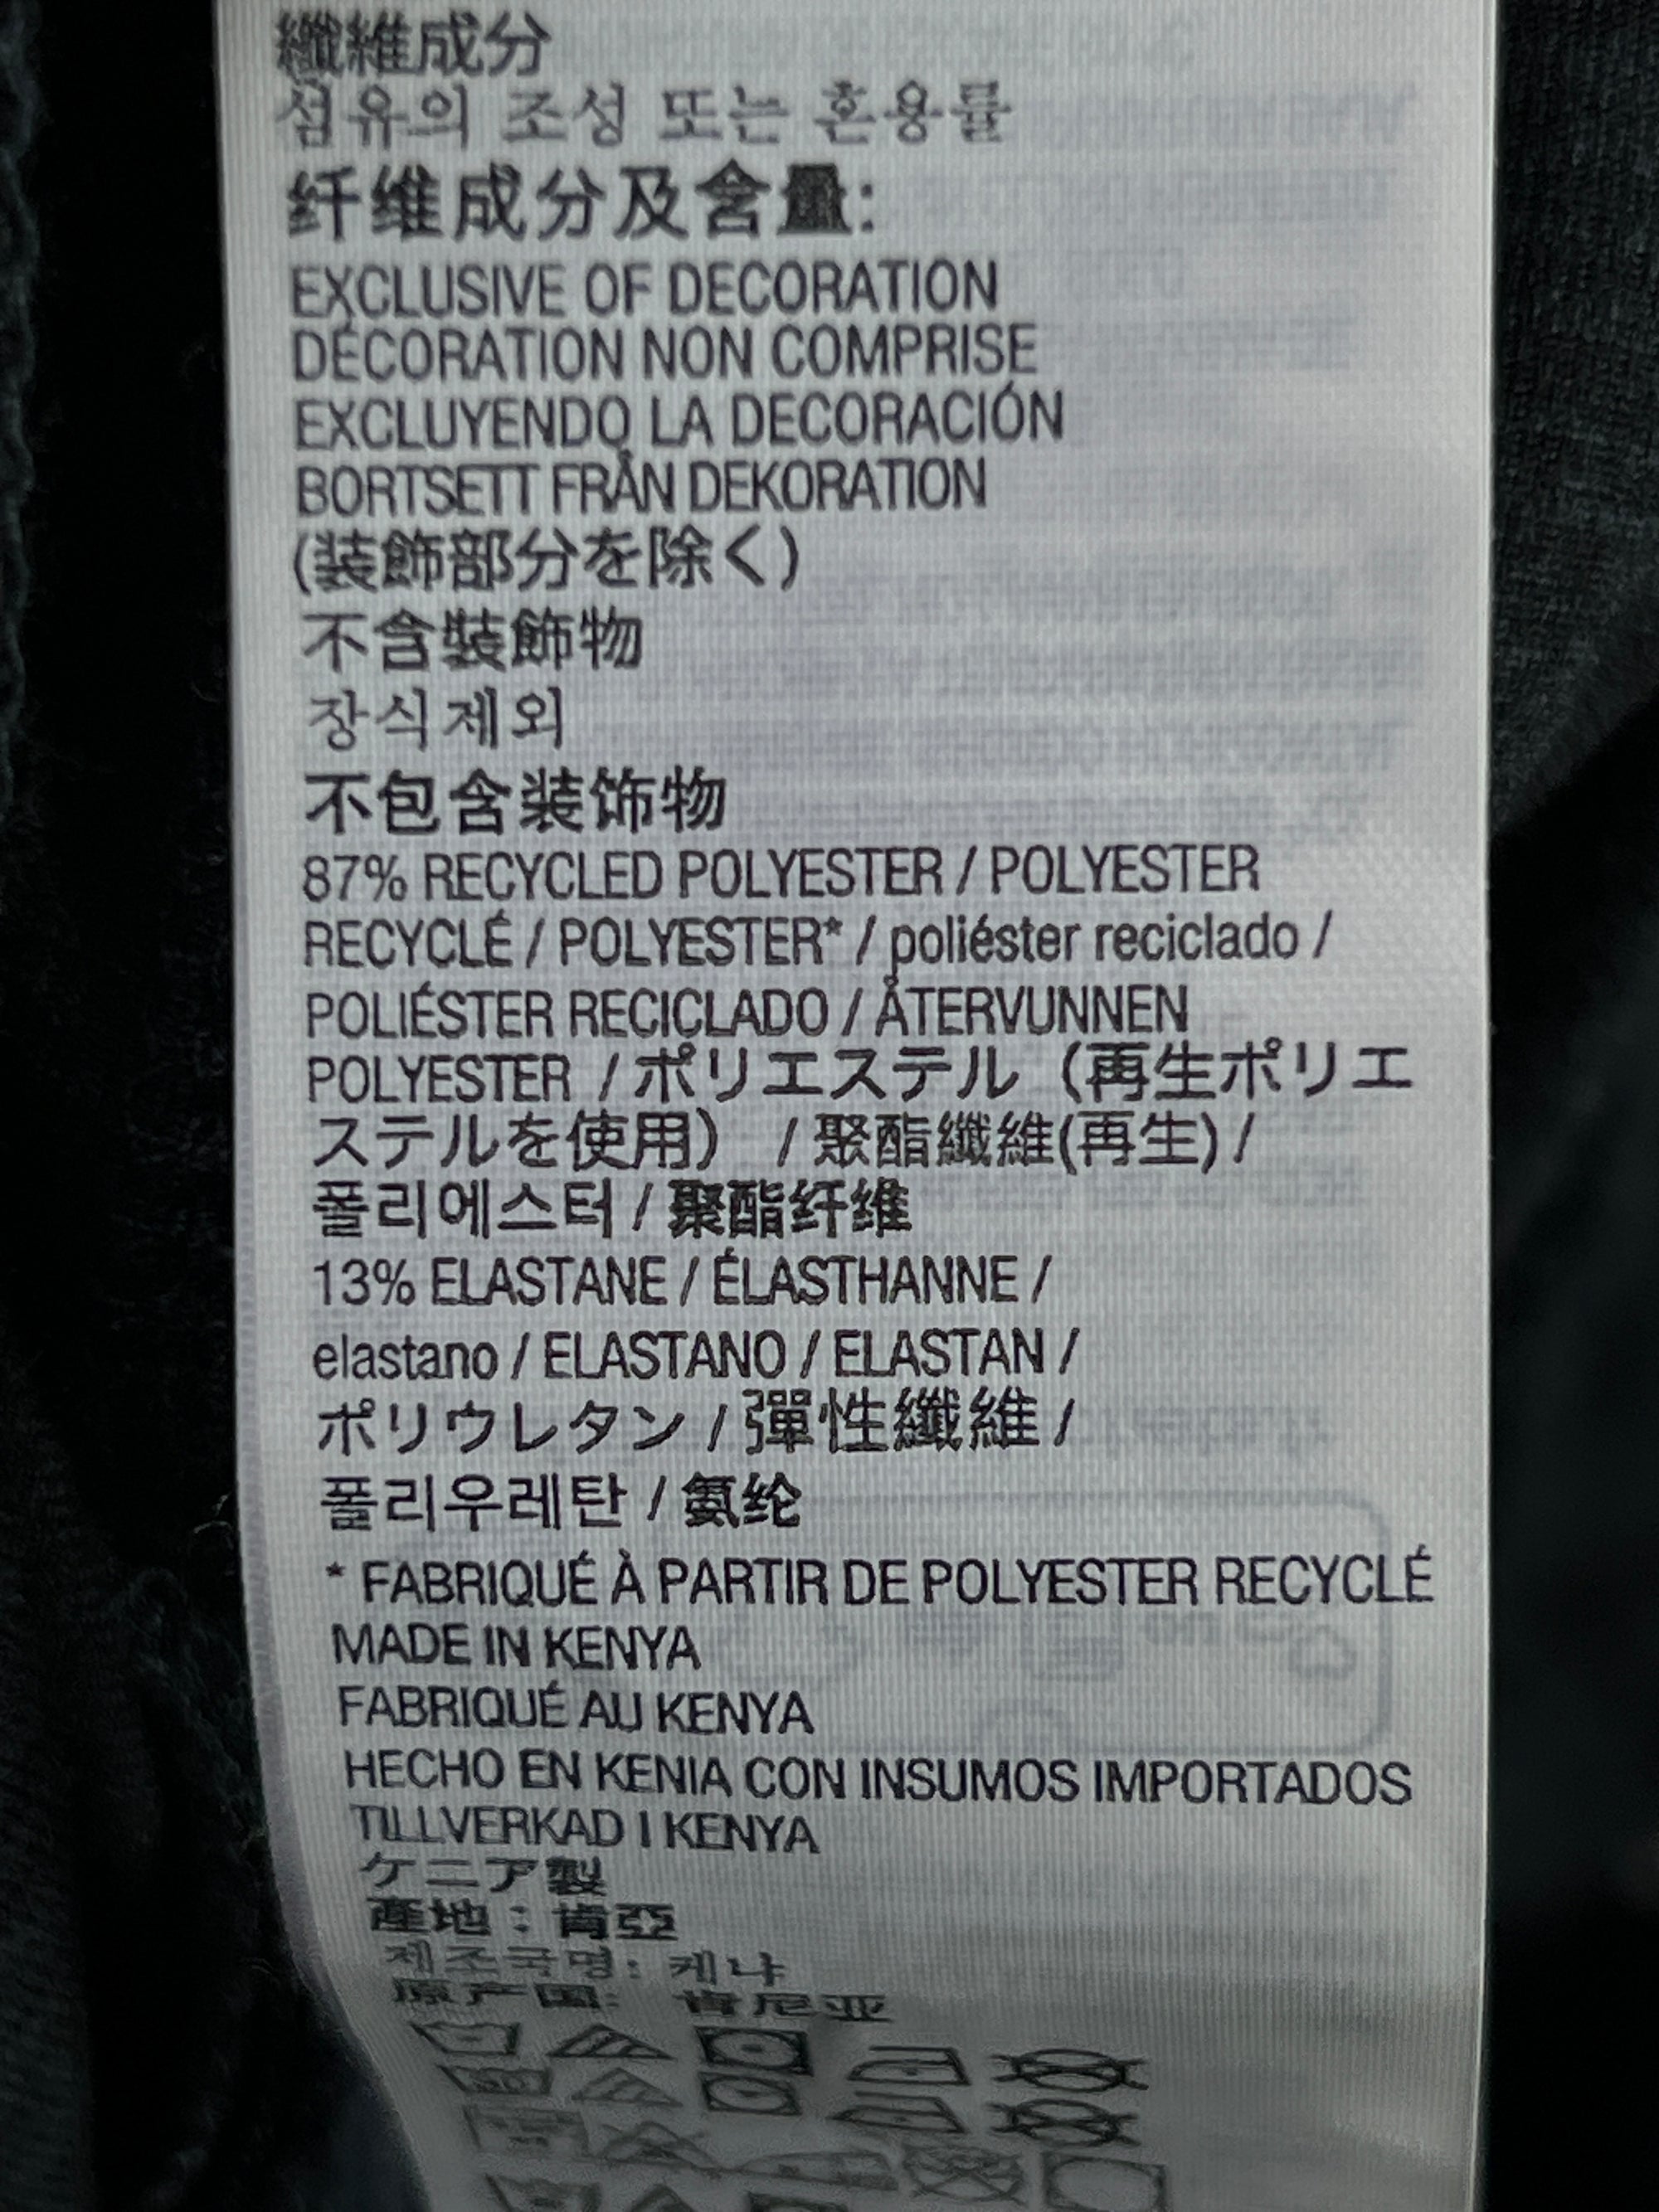 纖維成分
섬유의 조성 또는 혼용률
纤维成分及含量:
EXCLUSIVE OF DECORATION
DÉCORATION NON COMPRISE
EXCLUYENDO LA DECORACIÓN
BORTSETT FRÅN DEKORATION
(装飾部分を除く)
不含裝飾物
장식제외
不包含装饰物
87% RECYCLED POLYESTER / POLYESTER
RECYCLÉ / POLYESTER* / poliéster reciclado /
POLIÉSTER RECICLADO / ÅTERVUNNEN
POLYESTER / ポリエステル（再生ポリエ
ステルを使用） / 聚酯纖維(再生) /
폴리에스터 / 聚酯纤维
13% ELASTANE / ÉLASTHANNE /
elastano / ELASTANO / ELASTAN /
ポリウレタン / 彈性纖維 /
폴리우레탄 / 氨纶
* FABRIQUÉ À PARTIR DE POLYESTER RECYCLÉ
MADE IN KENYA
FABRIQUÉ AU KENYA
HECHO EN KENIA CON INSUMOS IMPORTADOS
TILLVERKAD I KENYA
ケニア製
產地：肯亞
제조국명: 케냐
原产国: 肯尼亚